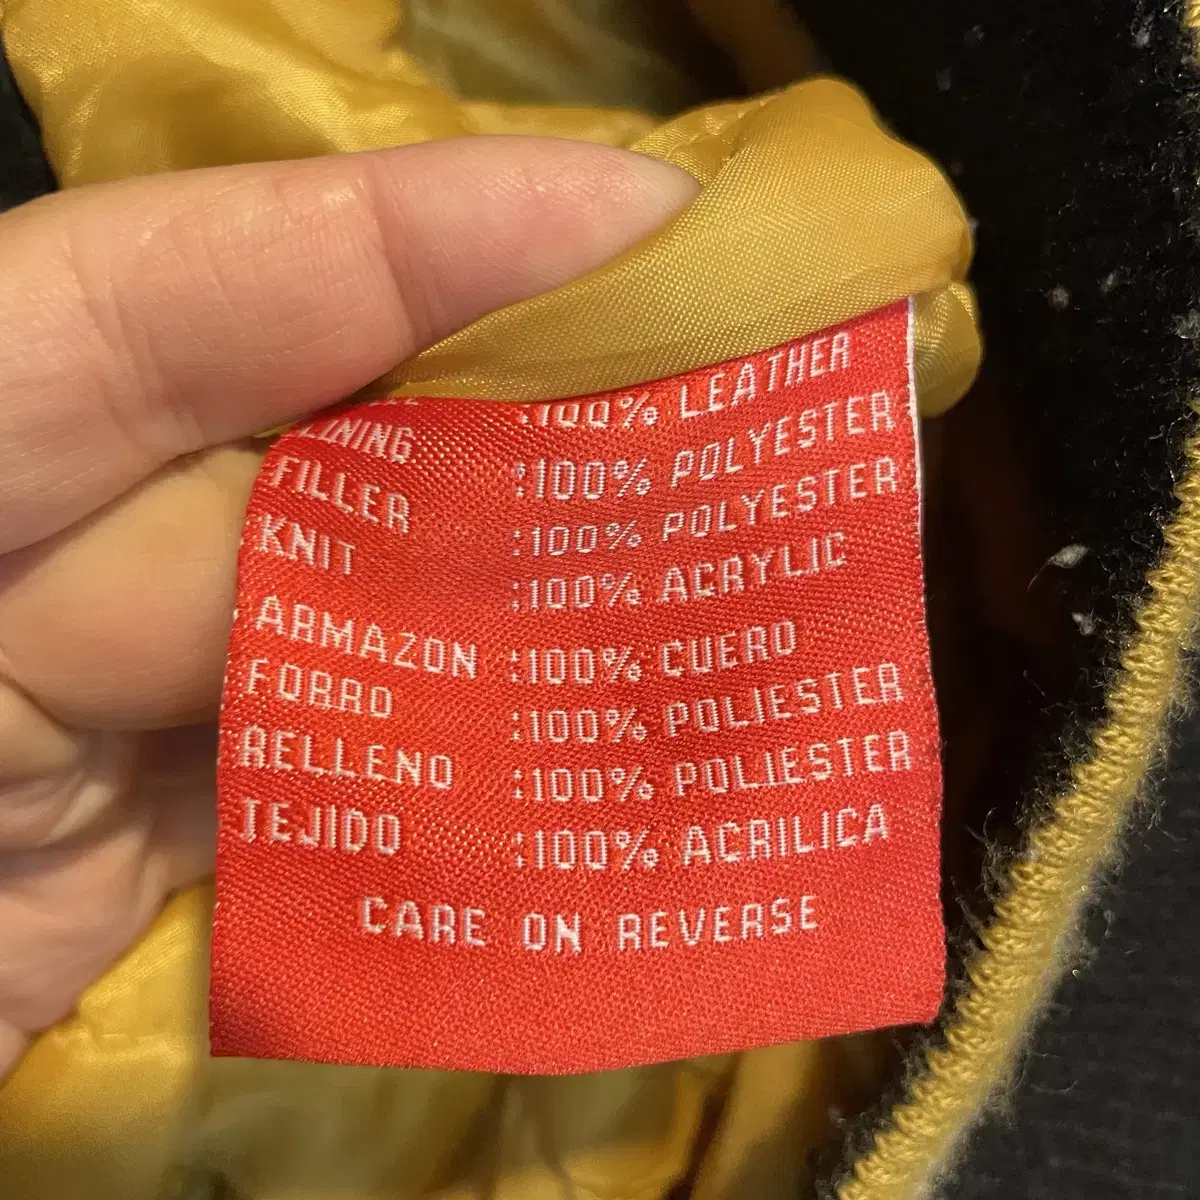 :100% LEATHER
LINING :100% POLYESTER
FILLER :100% POLYESTER
KNIT :100% ACRYLIC
ARMAZON :100% CUERO
FORRO :100% POLIESTER
RELLENO :100% POLIESTER
TEJIDO :100% ACRILICA
CARE ON REVERSE